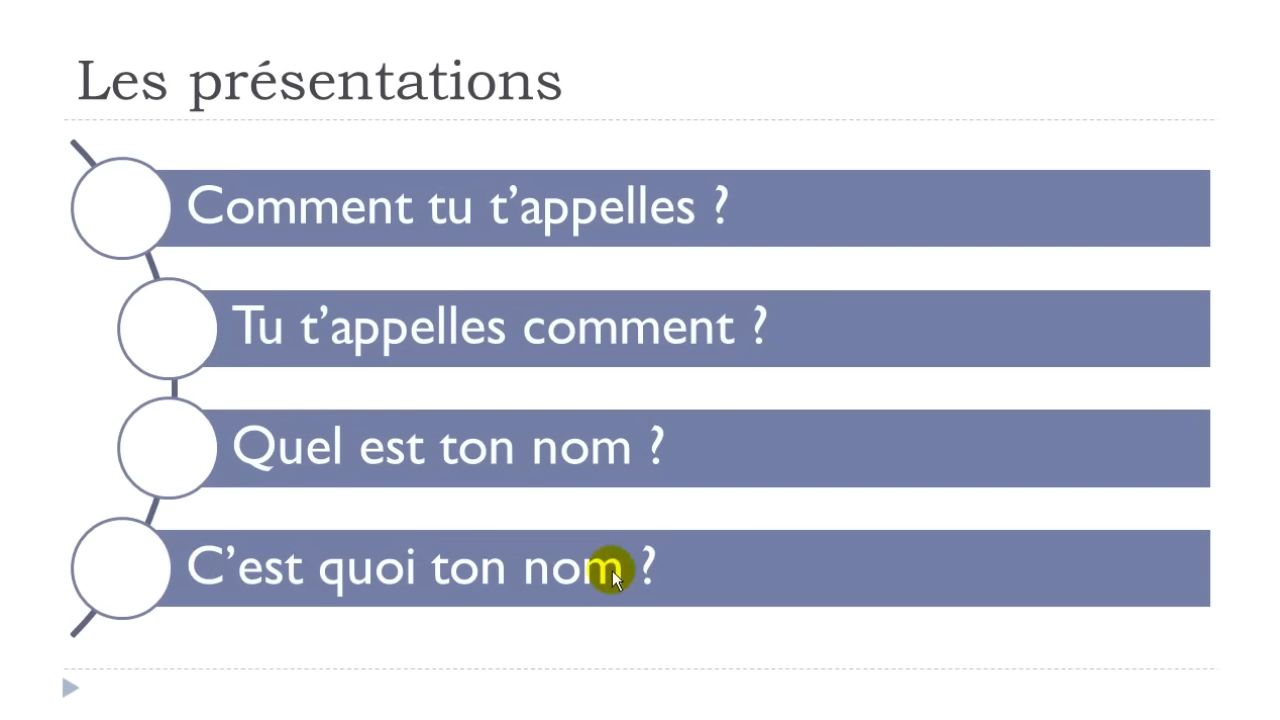 Les présentations
Comment tu t’appelles ?
Tu t’appelles comment ?
Quel est ton nom ?
C’est quoi ton nom ?